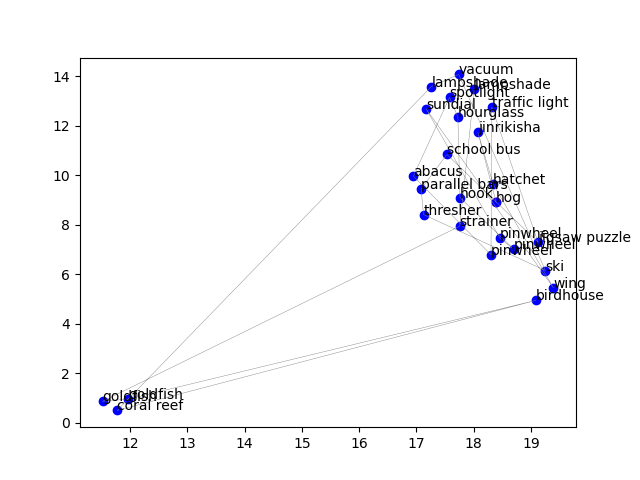 vacuum
lampshade
lampshade
spotlight
sundial
traffic light
hourglass
jinrikisha
school bus
abacus
hatchet
parallel bars
hook
hog
thresher
strainer
pinwheel
jigsaw puzzle
pinwheel
pinwheel
ski
wing
birdhouse
goldfish
goldfish
coral reef
14
12
10
8
6
4
2
0
12 13 14 15 16 17 18 19